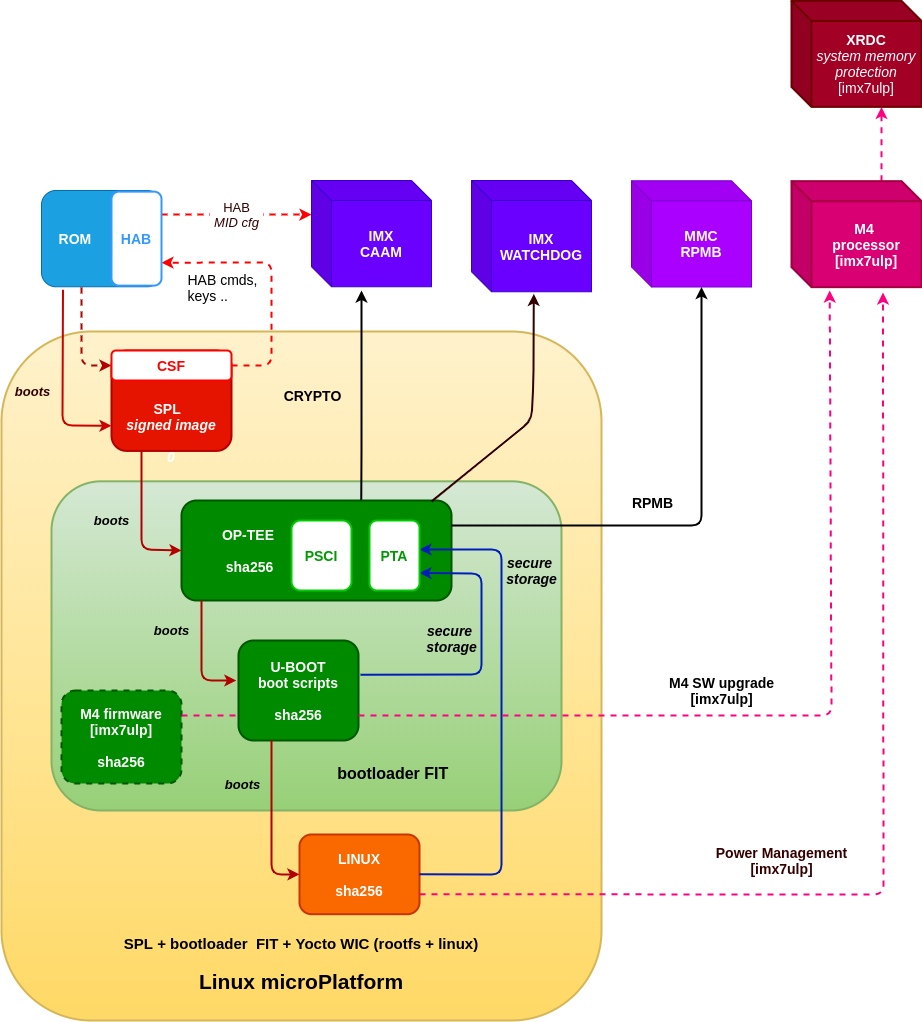 XRDC
system memory
protection
[imx7ulp]
ROM
HAB
HAB
MID cfg
IMX
CAAM
IMX
WATCHDOG
MMC
RPMB
M4
processor
[imx7ulp]
HAB cmds,
keys ..
CSF
SPL
signed image
boots
CRYPTO
boots
RPMB
OP-TEE
sha256
PSCI
PTA
secure
storage
boots
secure
storage
U-BOOT
boot scripts
sha256
M4 SW upgrade
[imx7ulp]
M4 firmware
[imx7ulp]
sha256
boots
bootloader FIT
LINUX
sha256
Power Management
[imx7ulp]
SPL + bootloader  FIT + Yocto WIC (rootfs + linux)
Linux microPlatform